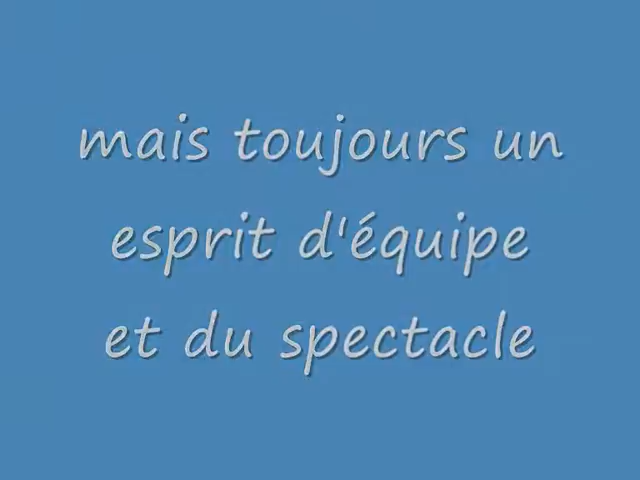 mais toujours un
esprit d'équipe
et du spectacle